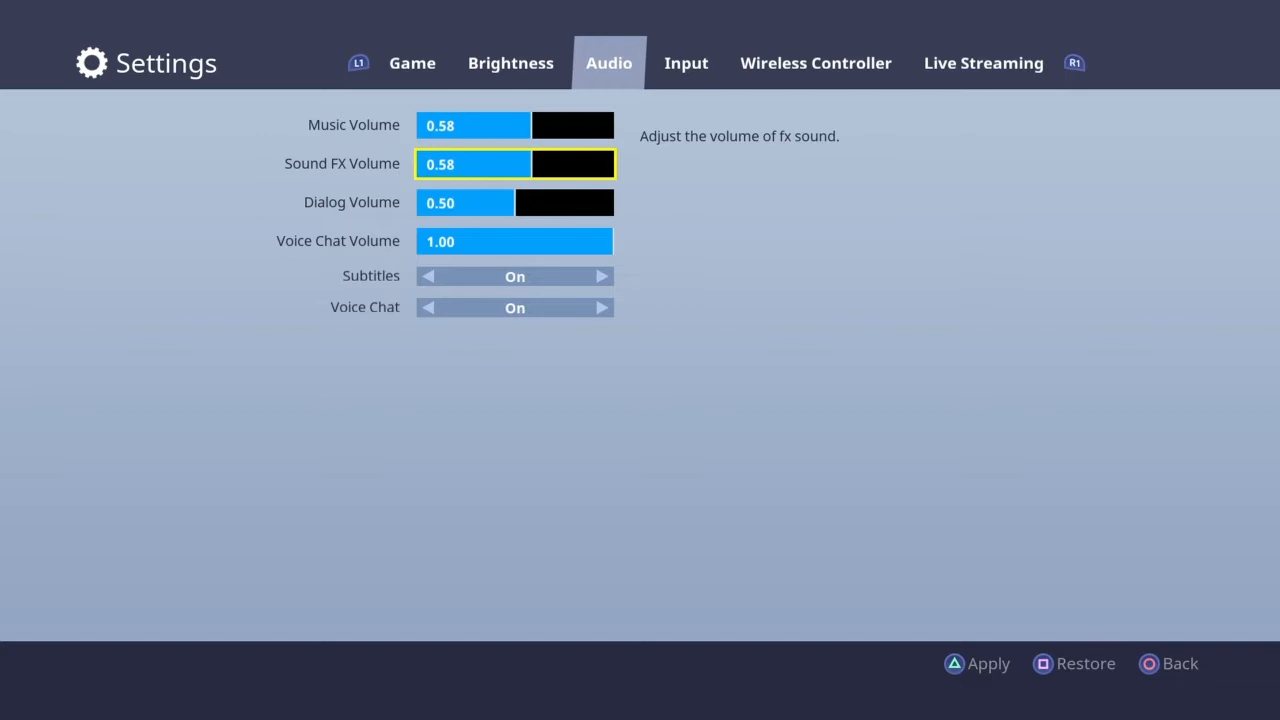 Settings
L1 Game Brightness Audio Input Wireless Controller Live Streaming R1
Music Volume 0.58
Adjust the volume of fx sound.
Sound FX Volume 0.58
Dialog Volume 0.50
Voice Chat Volume 1.00
Subtitles On
Voice Chat On
Apply Restore Back